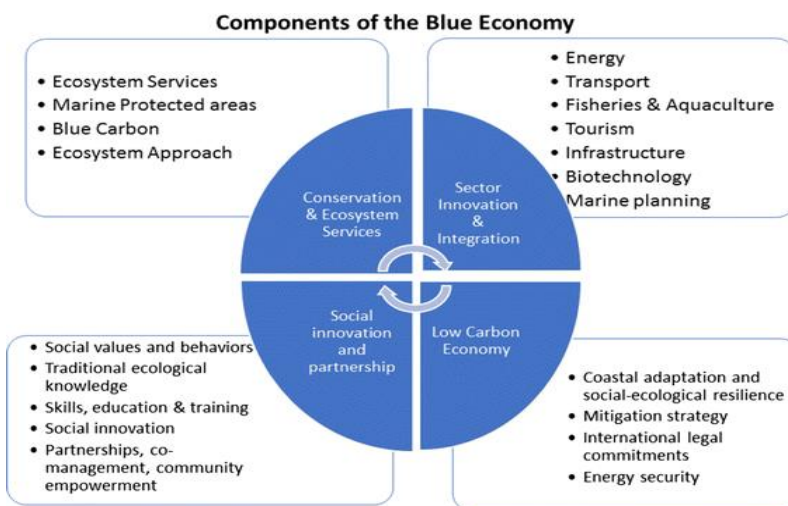 Components of the Blue Economy
• Ecosystem Services
• Marine Protected areas
• Blue Carbon
• Ecosystem Approach
• Energy
• Transport
• Fisheries & Aquaculture
• Tourism
• Infrastructure
• Biotechnology
Marine planning
Conservation
& Ecosystem
Services
Sector
Innovation
&
Integration
Social
innovation
and
partnership
Low Carbon
Economy
• Social values and behaviors
• Traditional ecological
knowledge
• Skills, education & training
• Social innovation
• Partnerships, co-
management, community
empowerment
• Coastal adaptation and
social-ecological resilience
• Mitigation strategy
• International legal
commitments
• Energy security